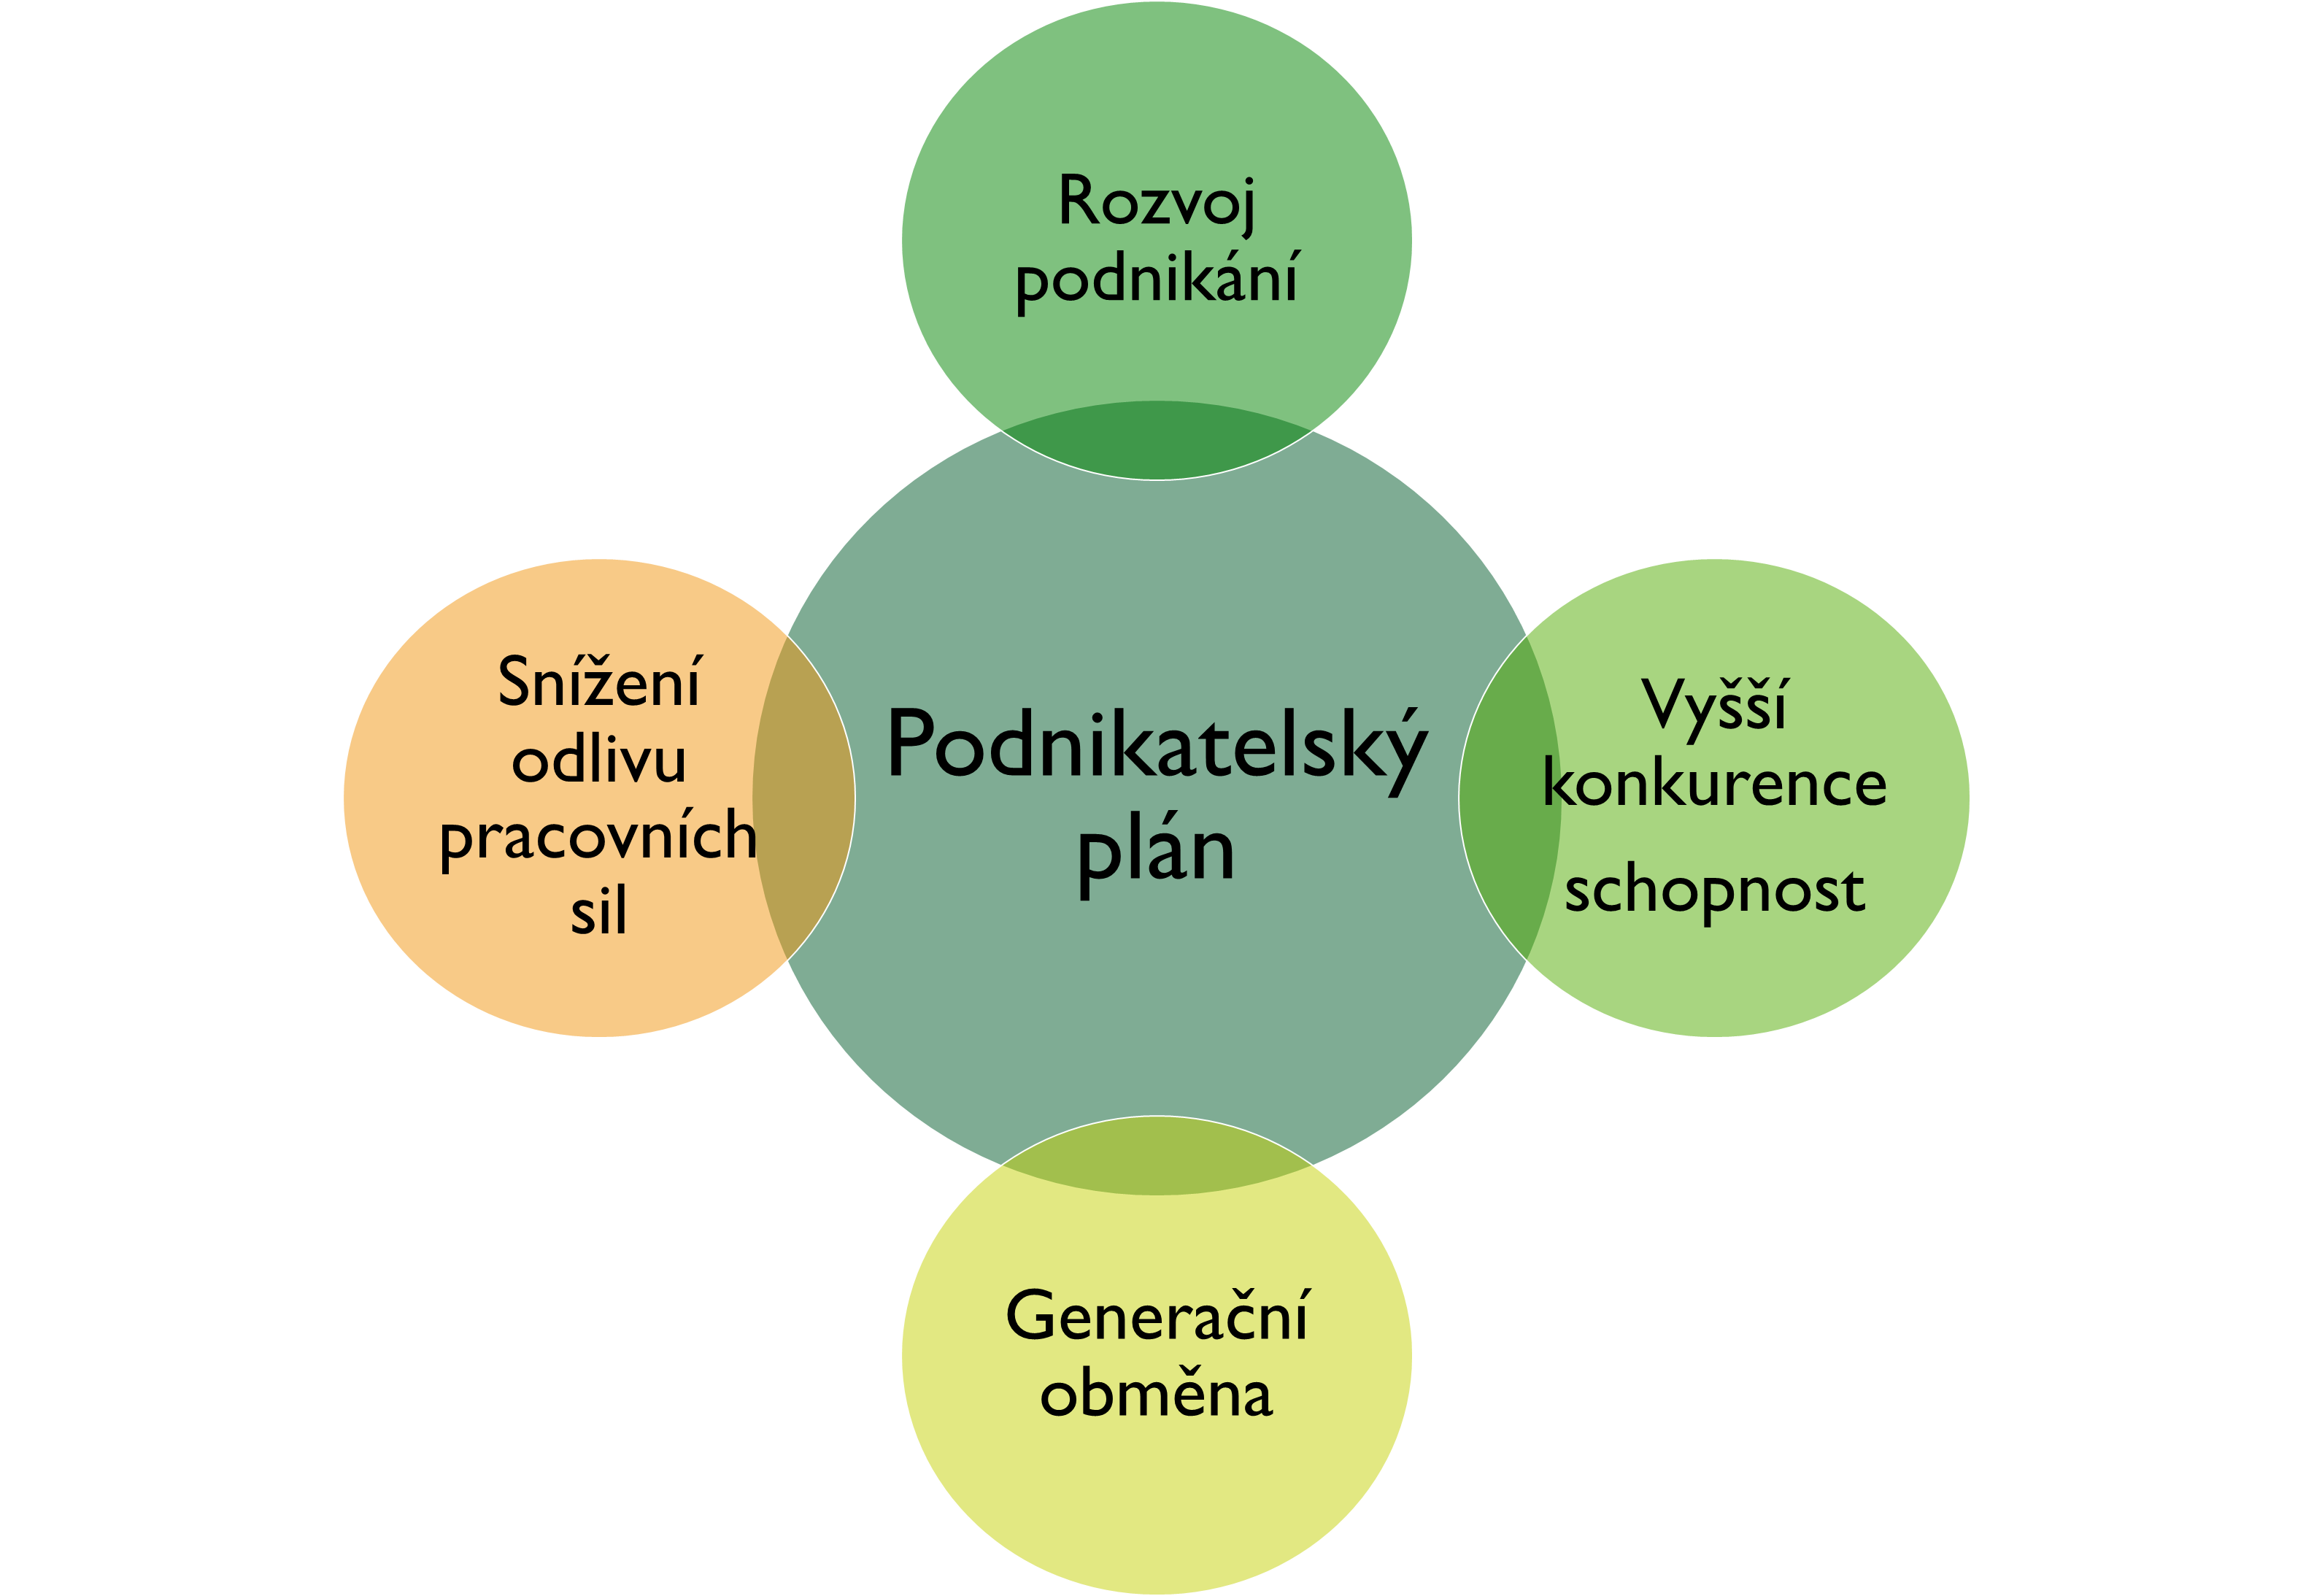 Rozvoj
podnikání
Snížení
odlivu
pracovních
sil
Podnikatelský
plán
Vyšší
konkurence
schopnost
Generační
obměna